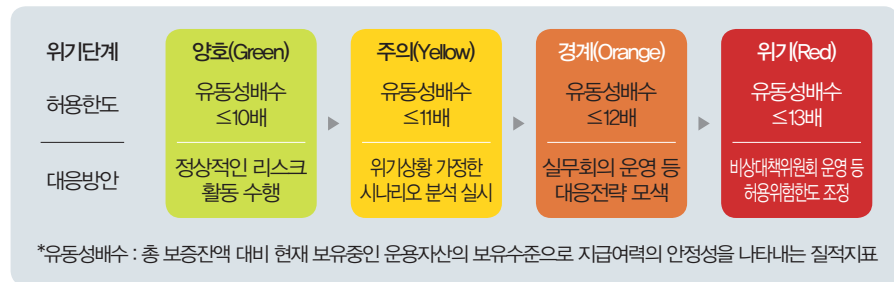 위기단계 양호(Green) 주의(Yellow) 경계(Orange) 위기(Red)
허용한도 유동성배수 ≤10배 유동성배수 ≤11배 유동성배수 ≤12배 유동성배수 ≤13배
대응방안 정상적인 리스크 활동 수행 위기상황 가정한 시나리오 분석 실시 실무회의 운영 등 대응전략 모색 비상대책위원회 운영 등 허용위험한도 조정
*유동성배수 : 총 보증잔액 대비 현재 보유중인 운용자산의 보유수준으로 지급여력의 안정성을 나타내는 질적지표